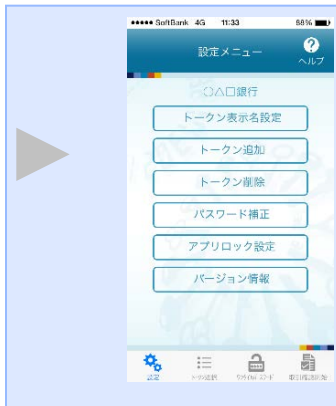 ●●●●● SoftBank 4G 11:33 88%
設定メニュー
?
ヘルプ
○△□銀行
トークン表示名設定
トークン追加
トークン削除
パスワード補正
アプリロック設定
バージョン情報
設定